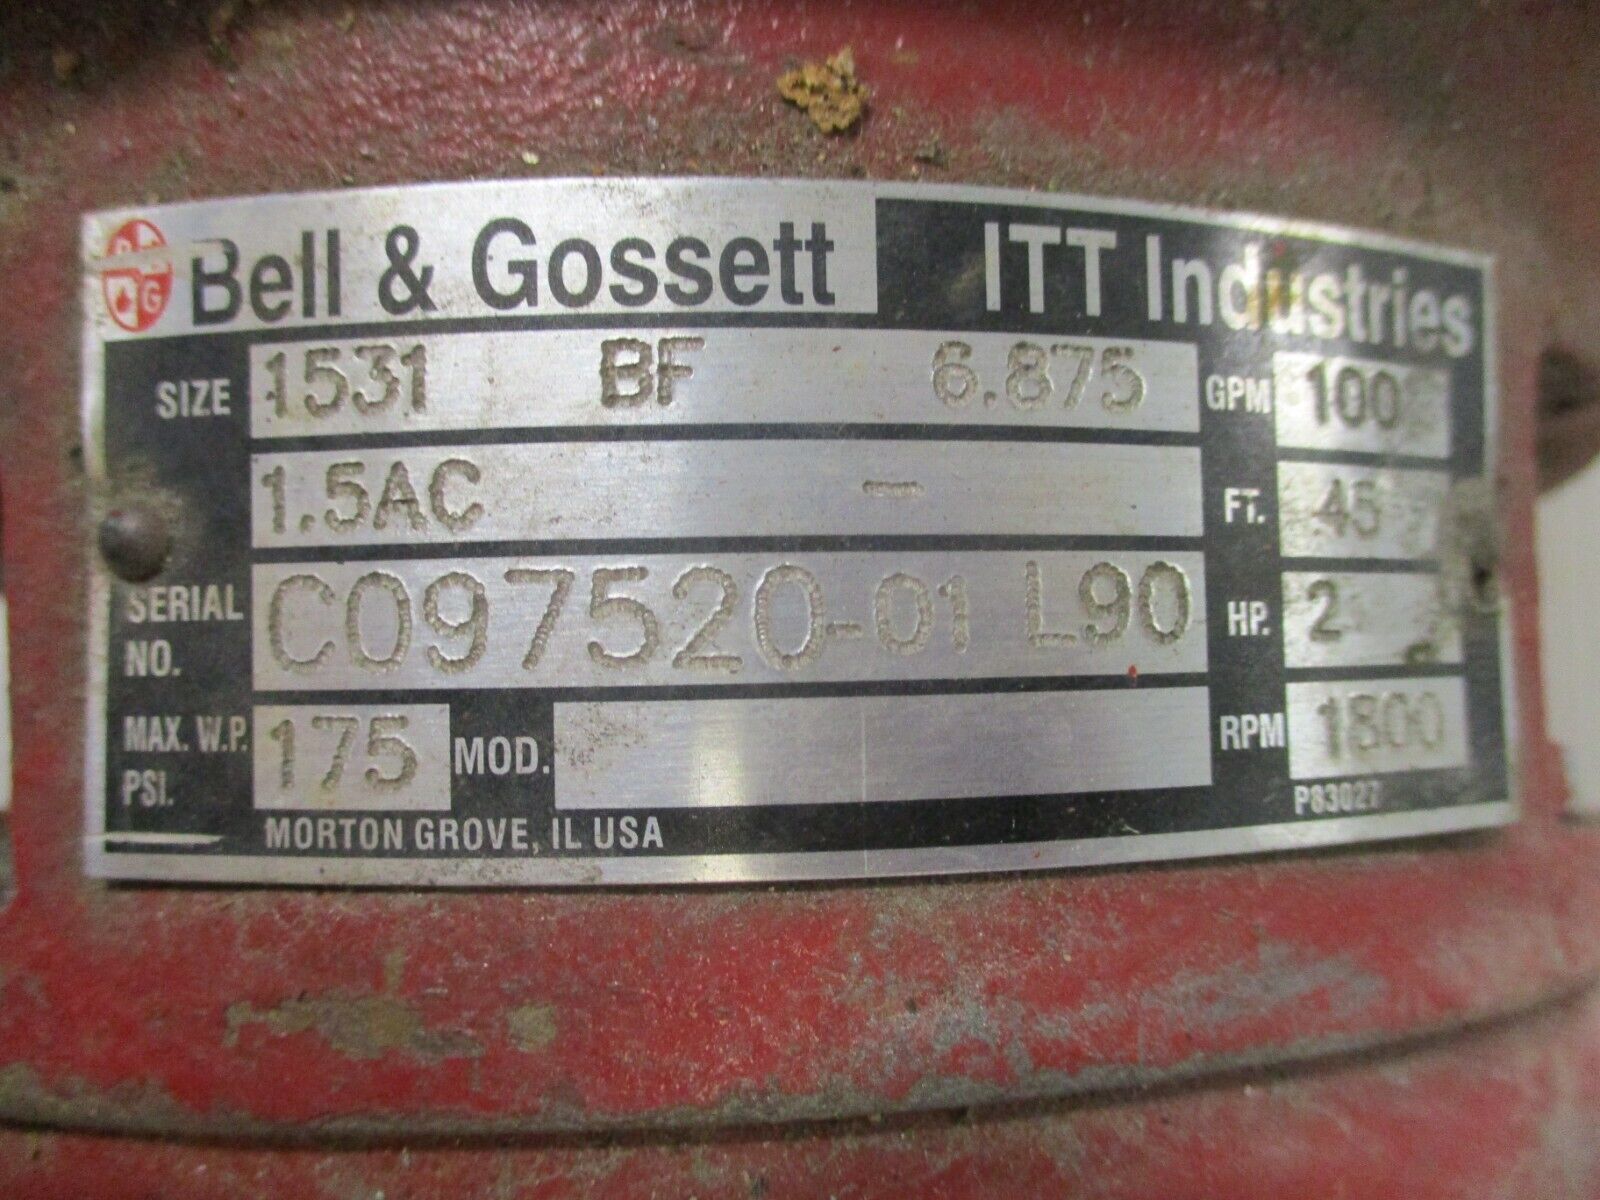 Bell & Gossett ITT Industries
SIZE 1531 BF 6.875 GPM 100
1.5AC - FT. 45
SERIAL NO. C097520-01 L90 HP. 2
MAX. W.P. PSI. 175 MOD. RPM 1800
MORTON GROVE, IL USA P83027